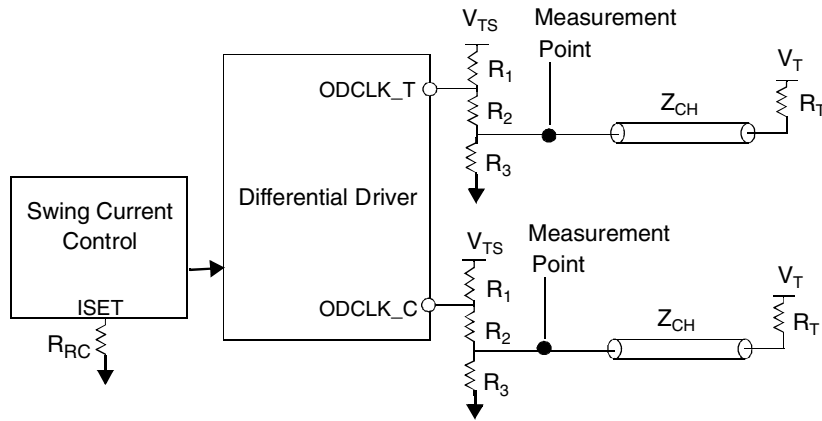 V_TS
Measurement
Point
V_T
R_1
ODCLK_T
R_2
Z_CH
R_T
R_3
Differential Driver
Swing Current
Control
V_TS
Measurement
Point
V_T
ISET
ODCLK_C
R_1
R_2
Z_CH
R_T
R_RC
R_3